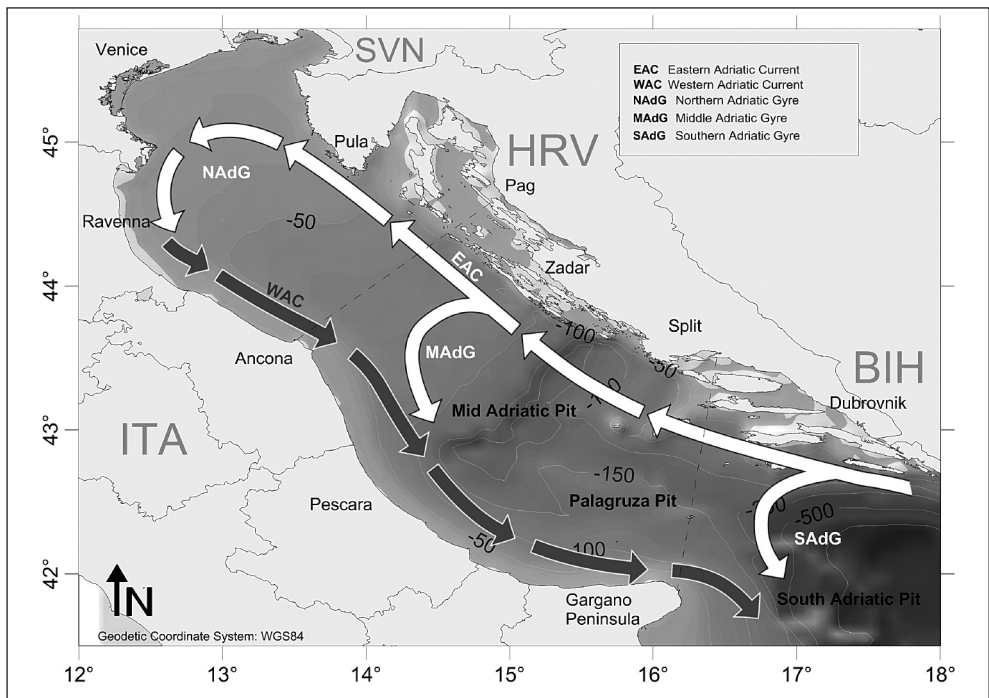 Venice
SVN
EAC Eastern Adriatic Current
WAC Western Adriatic Current
NAdG Northern Adriatic Gyre
MAdG Middle Adriatic Gyre
SAdG Southern Adriatic Gyre
45°
Pula
HRV
NAdG
Pag
Ravenna
-50
EAC
Zadar
44°
WAC
Split
-100
Ancona
MAdG
-50
BIH
Dubrovnik
Mid Adriatic Pit
43°
ITA
-150
Pescara
Palagruza Pit
-500
SAdG
-50
100
42°
N
Gargano
Peninsula
South Adriatic Pit
Geodetic Coordinate System: WGS84
12° 13° 14° 15° 16° 17° 18°